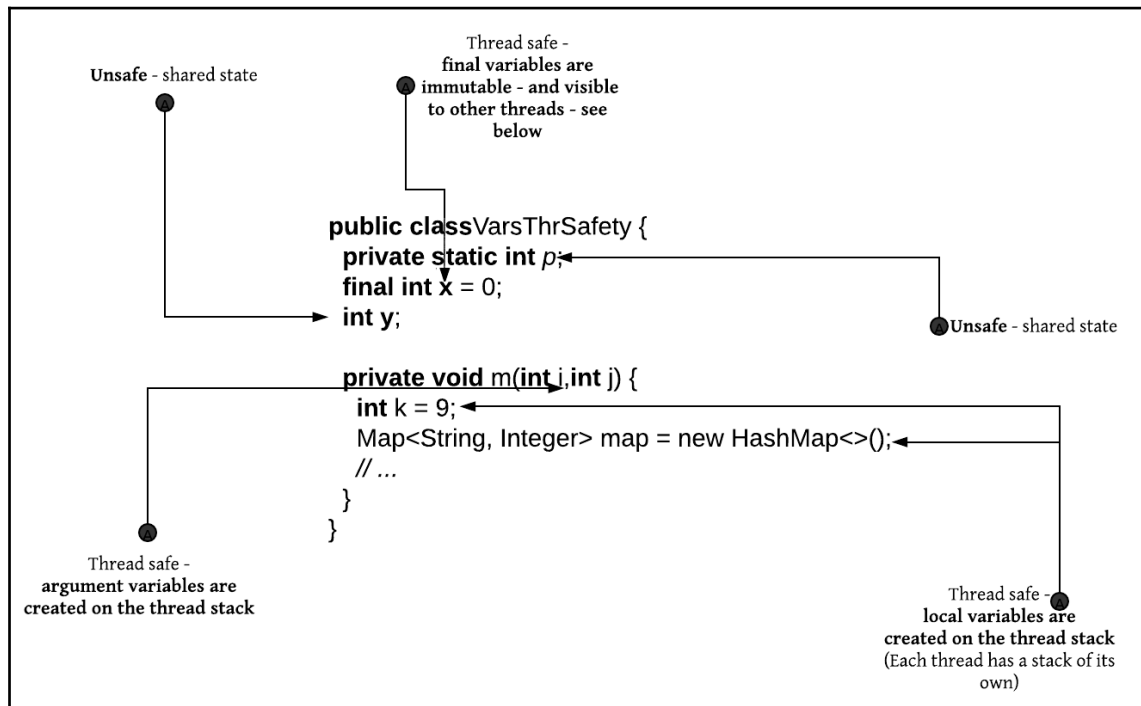 Unsafe - shared state
Thread safe -
final variables are
immutable - and visible
to other threads - see
below
public classVarsThrSafety {
private static int p;
final int x = 0;
int y;
Unsafe - shared state
private void m(int i,int j) {
int k = 9;
Map<String, Integer> map = new HashMap<>();
// ...
}
}
Thread safe -
argument variables are
created on the thread stack
Thread safe -
local variables are
created on the thread stack
(Each thread has a stack of its
own)